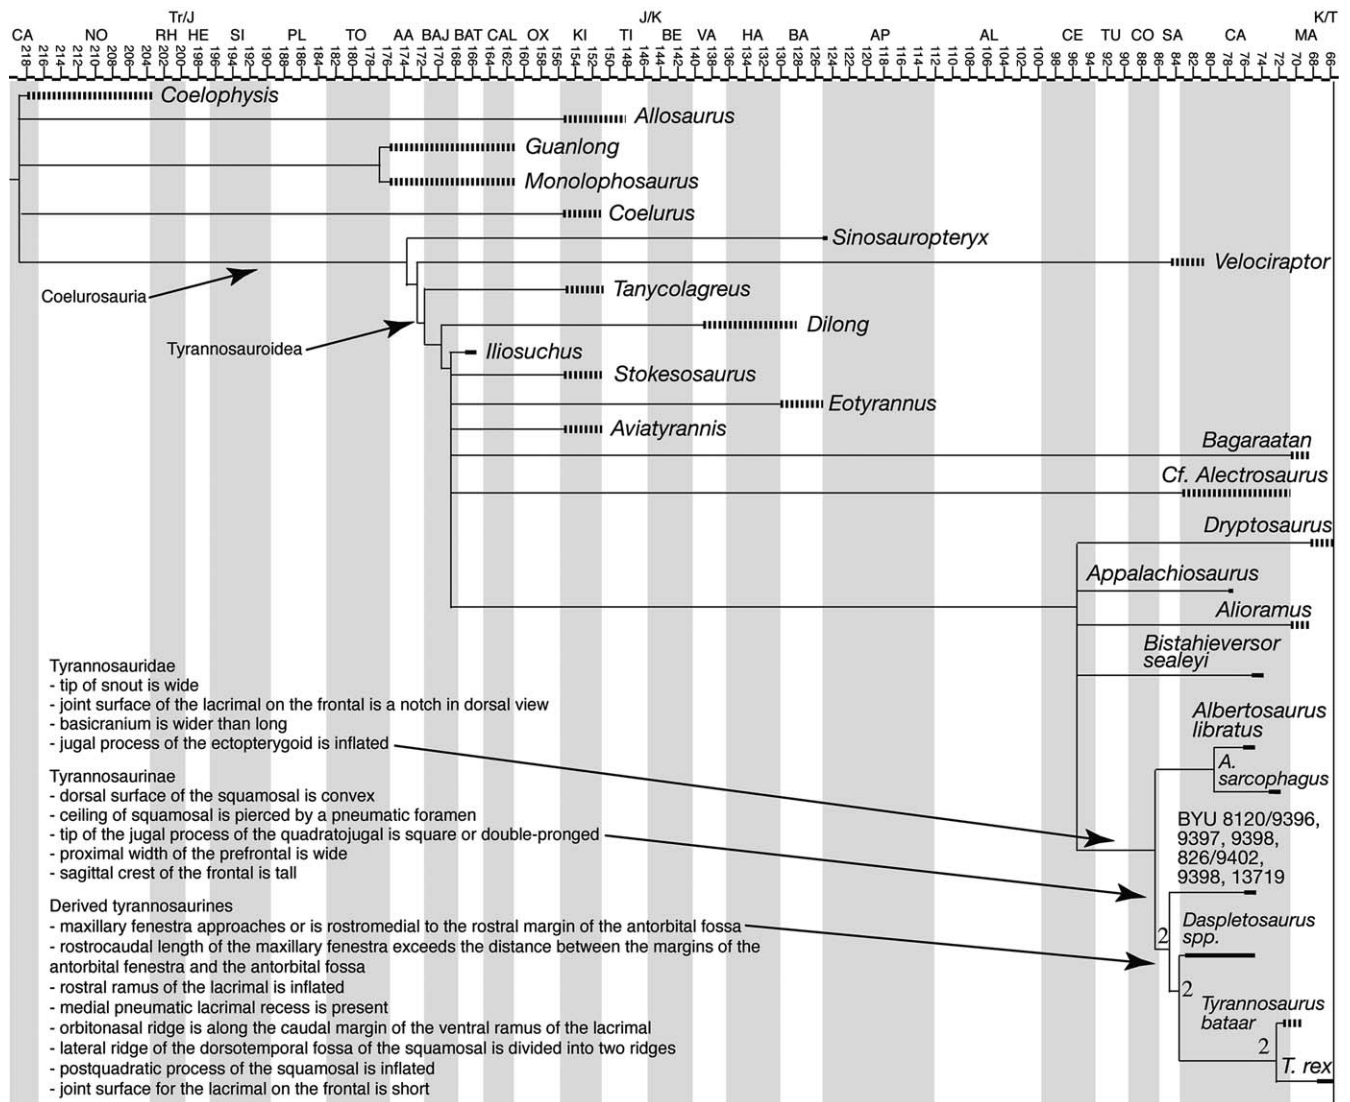 Tr/J J/K K/T
CA NO RH HE SI PL TO AA BAJ BAT CAL OX KI TI BE VA HA BA AP AL CE TU CO SA CA MA
218 216 214 212 210 208 206 204 202 200 198 196 194 192 190 188 186 184 182 180 178 176 174 172 170 168 166 164 162 160 158 156 154 152 150 148 146 144 142 140 138 136 134 132 130 128 126 124 122 120 118 116 114 112 110 108 106 104 102 100 98 96 94 92 90 88 86 84 82 80 78 76 74 72 70 68 66
Coelophysis
Allosaurus
Guanlong
Monolophosaurus
Coelurus
Sinosauropteryx
Velociraptor
Coelurosauria
Tanycolagreus
Dilong
Tyrannosauroidea
Iliosuchus
Stokesosaurus
Eotyrannus
Aviatyrannis
Bagaraatan
Cf. Alectrosaurus
Dryptosaurus
Appalachiosaurus
Alioramus
Bistahieversor
sealeyi
Albertosaurus
libratus
A.
sarcophagus
BYU 8120/9396,
9397, 9398,
826/9402,
9398, 13719
Daspletosaurus
spp.
2
2
Tyrannosaurus
bataar
2
T. rex
Tyrannosauridae
- tip of snout is wide
- joint surface of the lacrimal on the frontal is a notch in dorsal view
- basicranium is wider than long
- jugal process of the ectopterygoid is inflated
Tyrannosaurinae
- dorsal surface of the squamosal is convex
- ceiling of squamosal is pierced by a pneumatic foramen
- tip of the jugal process of the quadratojugal is square or double-pronged
- proximal width of the prefrontal is wide
- sagittal crest of the frontal is tall
Derived tyrannosaurines
- maxillary fenestra approaches or is rostromedial to the rostral margin of the antorbital fossa
- rostrocaudal length of the maxillary fenestra exceeds the distance between the margins of the
antorbital fenestra and the antorbital fossa
- rostral ramus of the lacrimal is inflated
- medial pneumatic lacrimal recess is present
- orbitonasal ridge is along the caudal margin of the ventral ramus of the lacrimal
- lateral ridge of the dorsotemporal fossa of the squamosal is divided into two ridges
- postquadratic process of the squamosal is inflated
- joint surface for the lacrimal on the frontal is short